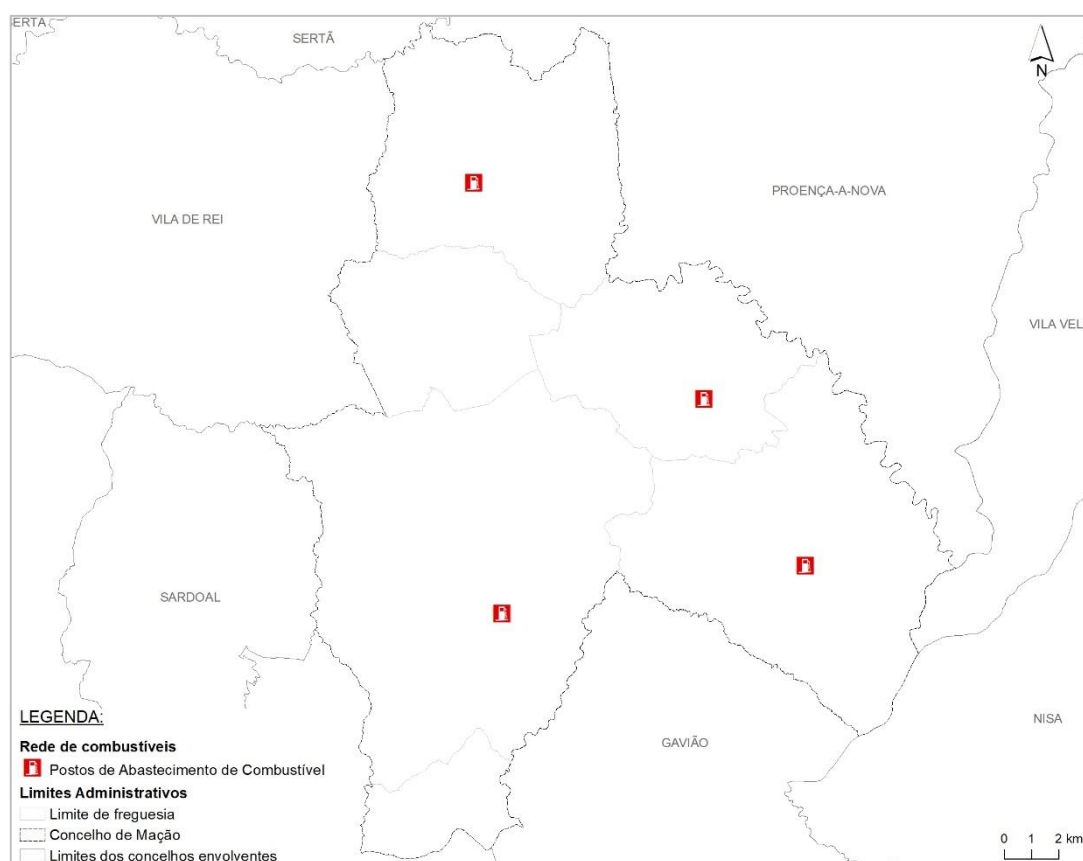 ERTA
SERTÃ
N
PROENÇA-A-NOVA
VILA DE REI
VILA VEL
SARDOAL
NISA
GAVIÃO
LEGENDA:
Rede de combustíveis
Postos de Abastecimento de Combustível
Limites Administrativos
Limite de freguesia
Concelho de Mação
Limites dos concelhos envolventes
0 1 2 km